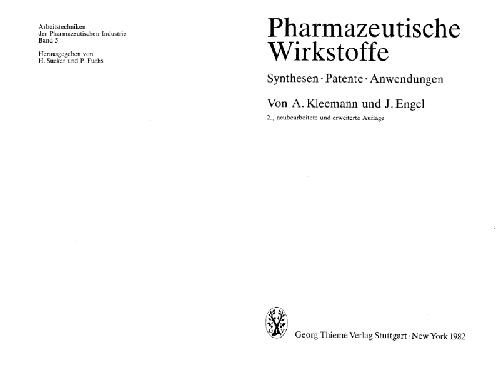 Arbeitstechniken
der Pharmazeutischen Industrie
Band 5
Herausgegeben von
H. Sucker und P. Fuchs
Pharmazeutische
Wirkstoffe
Synthesen · Patente · Anwendungen
Von A. Kleemann und J. Engel
2., neubearbeitete und erweiterte Auflage
Georg Thieme Verlag Stuttgart · New York 1982